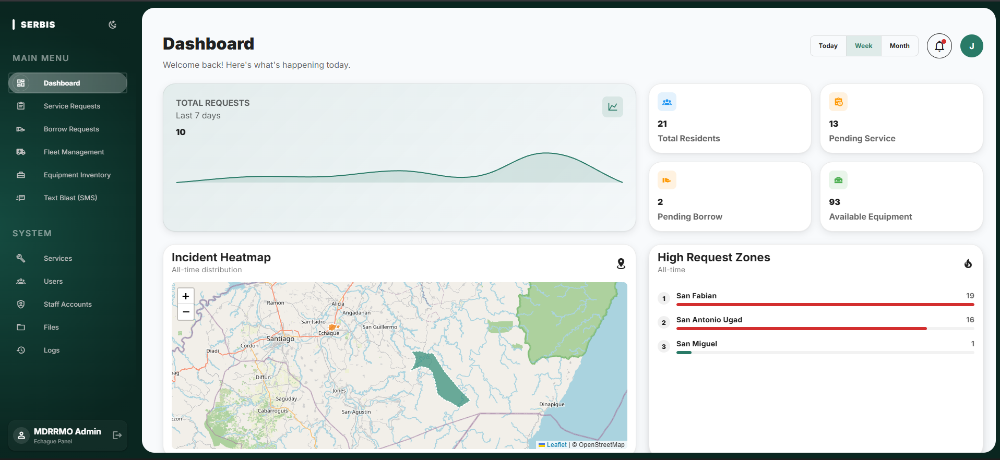 SERBIS
MAIN MENU
Dashboard
Service Requests
Borrow Requests
Fleet Management
Equipment Inventory
Text Blast (SMS)
SYSTEM
Services
Users
Staff Accounts
Files
Logs
MDRRMO Admin
Echague Panel
Dashboard
Welcome back! Here's what's happening today.
Today
Week
Month
J
TOTAL REQUESTS
Last 7 days
10
21
Total Residents
13
Pending Service
2
Pending Borrow
93
Available Equipment
Incident Heatmap
All-time distribution
+
−
Ramon
Alicia
Angadanan
San Isidro
San Guillermo
Echague
Santiago
Cordon
Diadi
bag
Diffun
Jones
Saguday
Cabarroguis
San Agustin
Dinapigue
ezon
Leaflet | © OpenStreetMap
High Request Zones
All-time
1
San Fabian
19
2
San Antonio Ugad
16
3
San Miguel
1